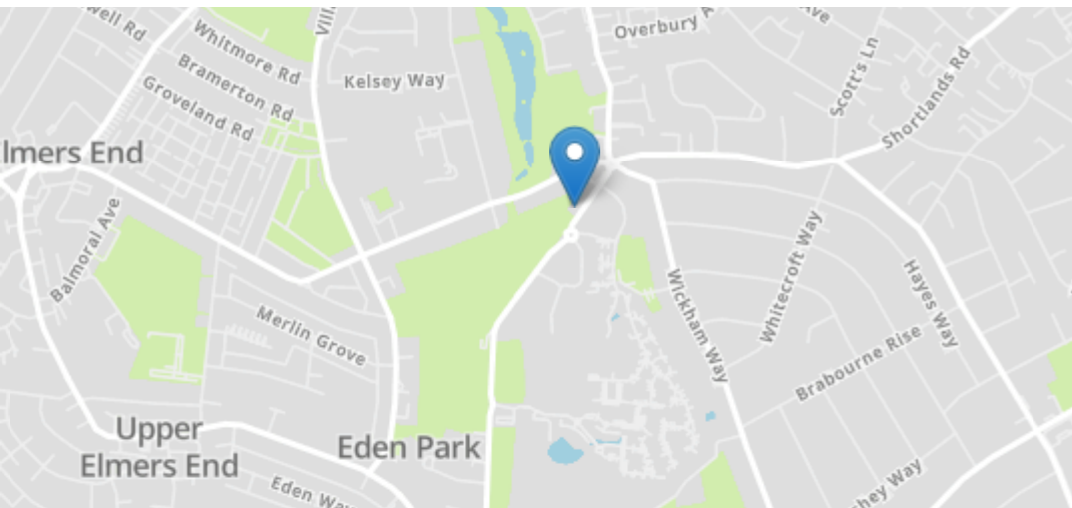 well Rd
Whitmore Rd
Bramerton Rd
Groveland Rd
Kelsey Way
Overbury A
Ave
Scott's Ln
Shortlands Rd
lmers End
Balmoral Ave
Merlin Grove
Wickham Way
Whitecroft Way
Hayes Way
Brabourne Rise
Upper
Elmers End
Eden Park
Eden Wa
hey Way